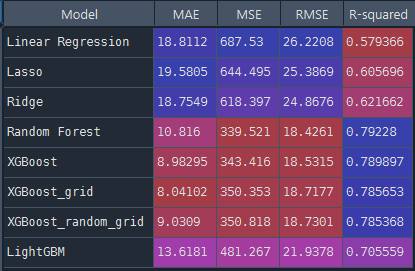 Model MAE MSE RMSE R-squared
Linear Regression 18.8112 687.53 26.2208 0.579366
Lasso 19.5805 644.495 25.3869 0.605696
Ridge 18.7549 618.397 24.8676 0.621662
Random Forest 10.816 339.521 18.4261 0.79228
XGBoost 8.98295 343.416 18.5315 0.789897
XGBoost_grid 8.04102 350.353 18.7177 0.785653
XGBoost_random_grid 9.0309 350.818 18.7301 0.785368
LightGBM 13.6181 481.267 21.9378 0.705559